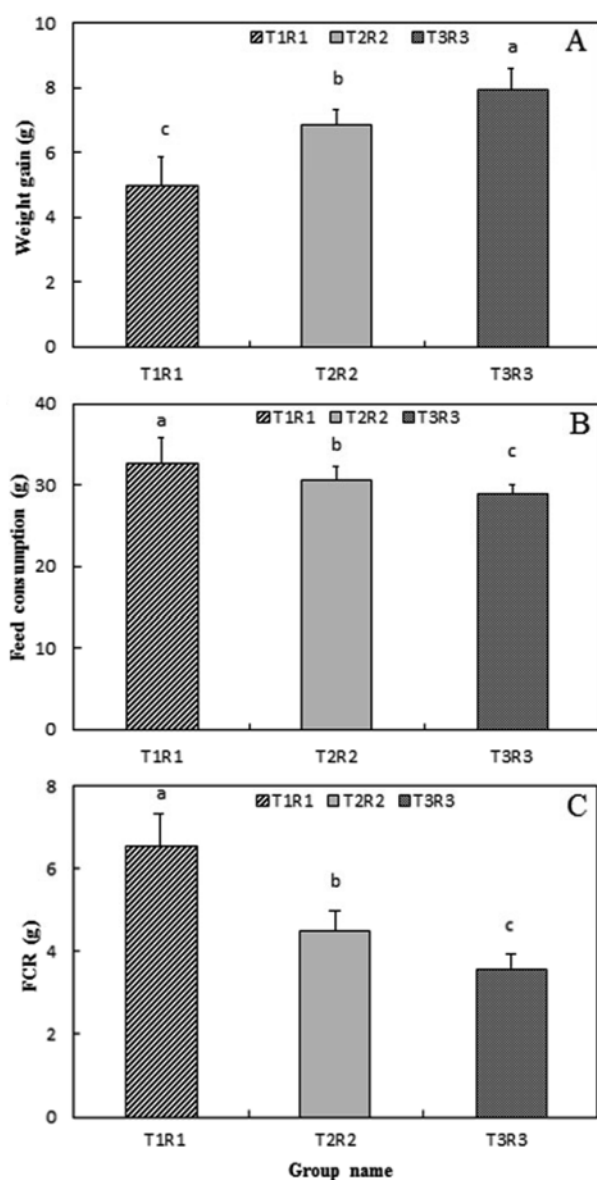 10
T1R1 T2R2 T3R3
A
a
8
b
c
6
4
2
0
Weight gain (g)
T1R1 T2R2 T3R3
40
T1R1 T2R2 T3R3
B
a
b
c
30
20
10
0
Feed consumption (g)
T1R1 T2R2 T3R3
8
T1R1 T2R2 T3R3
C
a
b
c
6
4
2
0
FCR (g)
T1R1 T2R2 T3R3
Group name